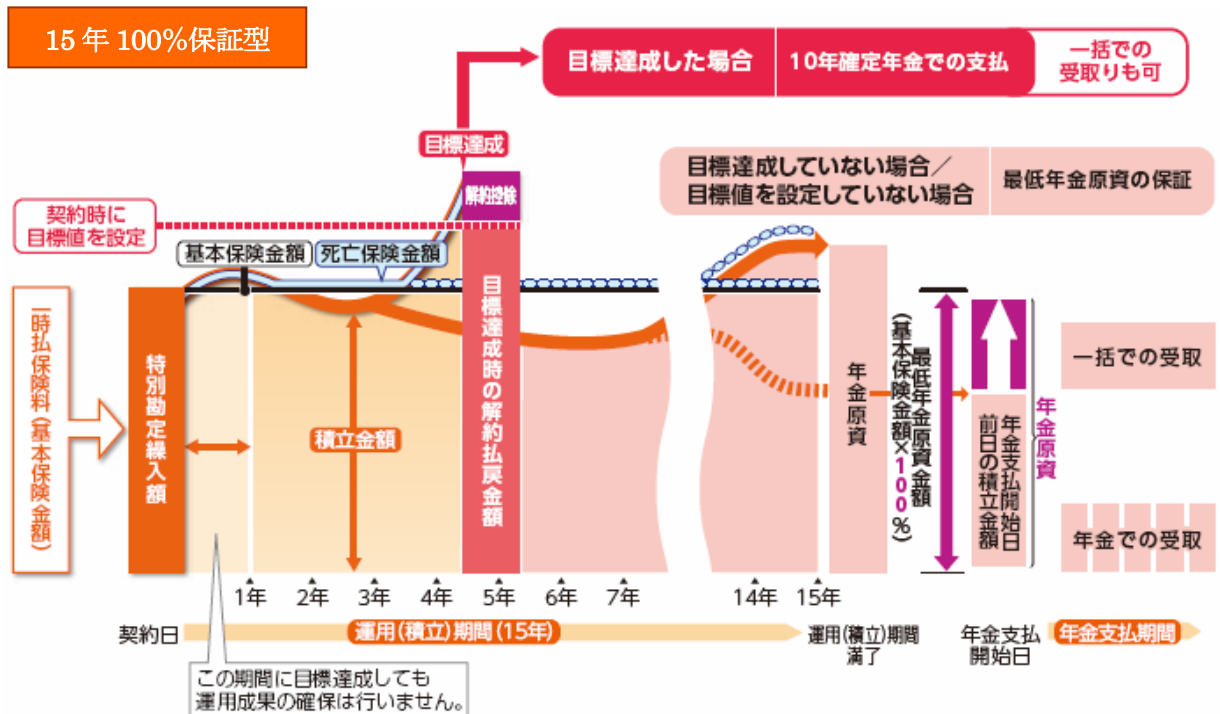 15年100%保証型
目標達成した場合
10年確定年金での支払
一括での
受取りも可
目標達成
目標達成していない場合／
目標値を設定していない場合
最低年金原資の保証
解約控除
契約時に
目標値を設定
基本保険金額
死亡保険金額
一時払保険料(基本保険金額)
特別勘定繰入額
積立金額
目標達成時の解約払戻金額
年金原資
最低年金原資金額
(基本保険金額×100%)
年金支払開始日
前日の積立金額
年金原資
一括での受取
年金での受取
1年
2年
3年
4年
5年
6年
7年
14年
15年
契約日
運用(積立)期間(15年)
運用(積立)期間
満了
年金支払
開始日
年金支払期間
この期間に目標達成しても
運用成果の確保は行いません。